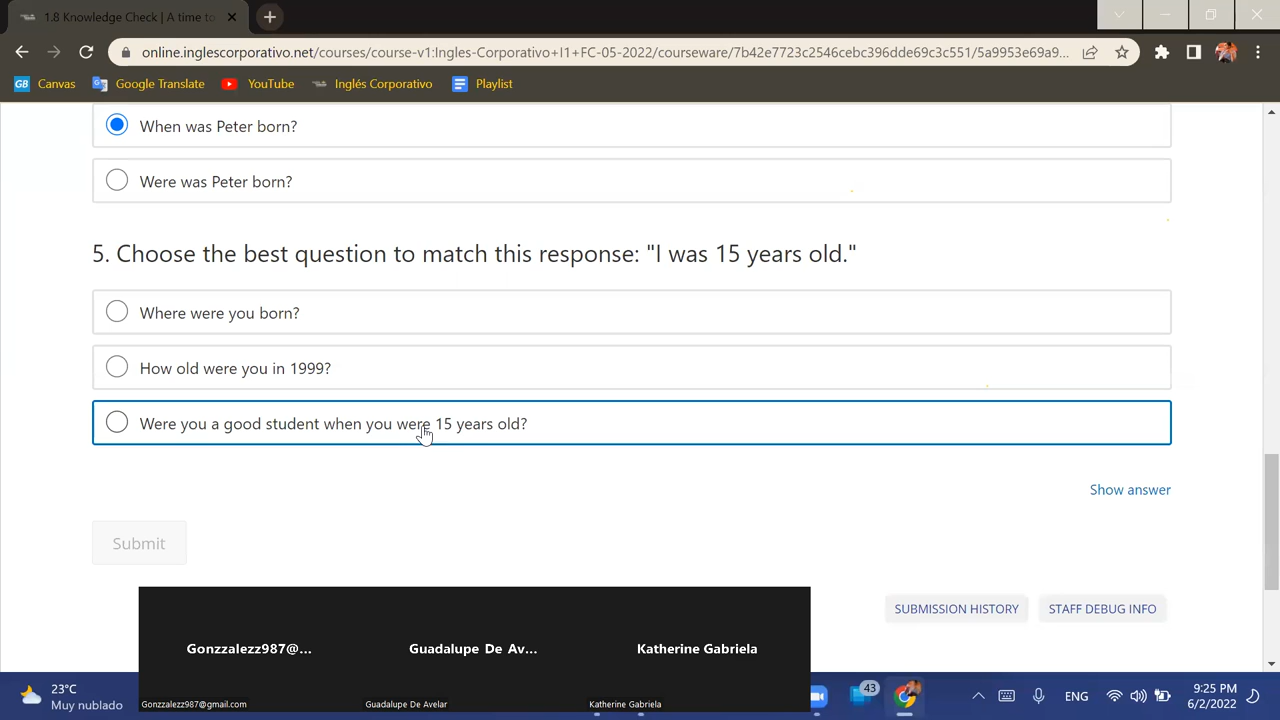 1.8 Knowledge Check | A time to
online.inglescorporativo.net/courses/course-v1:Ingles-Corporativo+I1+FC-05-2022/courseware/7b42e7723c2546cebc396dde69c3c551/5a9953e69a9...
GB Canvas Google Translate YouTube Inglés Corporativo Playlist
When was Peter born?
Were was Peter born?
5. Choose the best question to match this response: "I was 15 years old."
Where were you born?
How old were you in 1999?
Were you a good student when you were 15 years old?
Show answer
Submit
SUBMISSION HISTORY STAFF DEBUG INFO
Gonzzalezz987@... Guadalupe De Av... Katherine Gabriela
Gonzzalezz987@gmail.com Guadalupe De Avelar Katherine Gabriela
23°C
Muy nublado
43
ENG
9:25 PM
6/2/2022